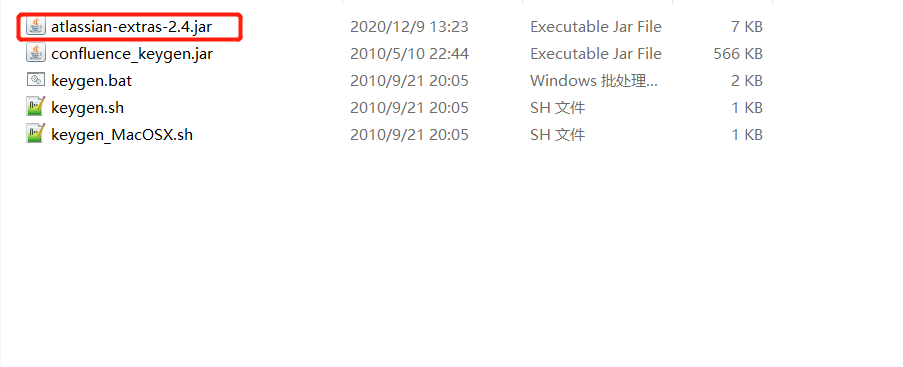 atlassian-extras-2.4.jar 2020/12/9 13:23 Executable Jar File 7 KB
confluence_keygen.jar 2010/5/10 22:44 Executable Jar File 566 KB
keygen.bat 2010/9/21 20:05 Windows 批处理... 2 KB
keygen.sh 2010/9/21 20:05 SH 文件 1 KB
keygen_MacOSX.sh 2010/9/21 20:05 SH 文件 1 KB